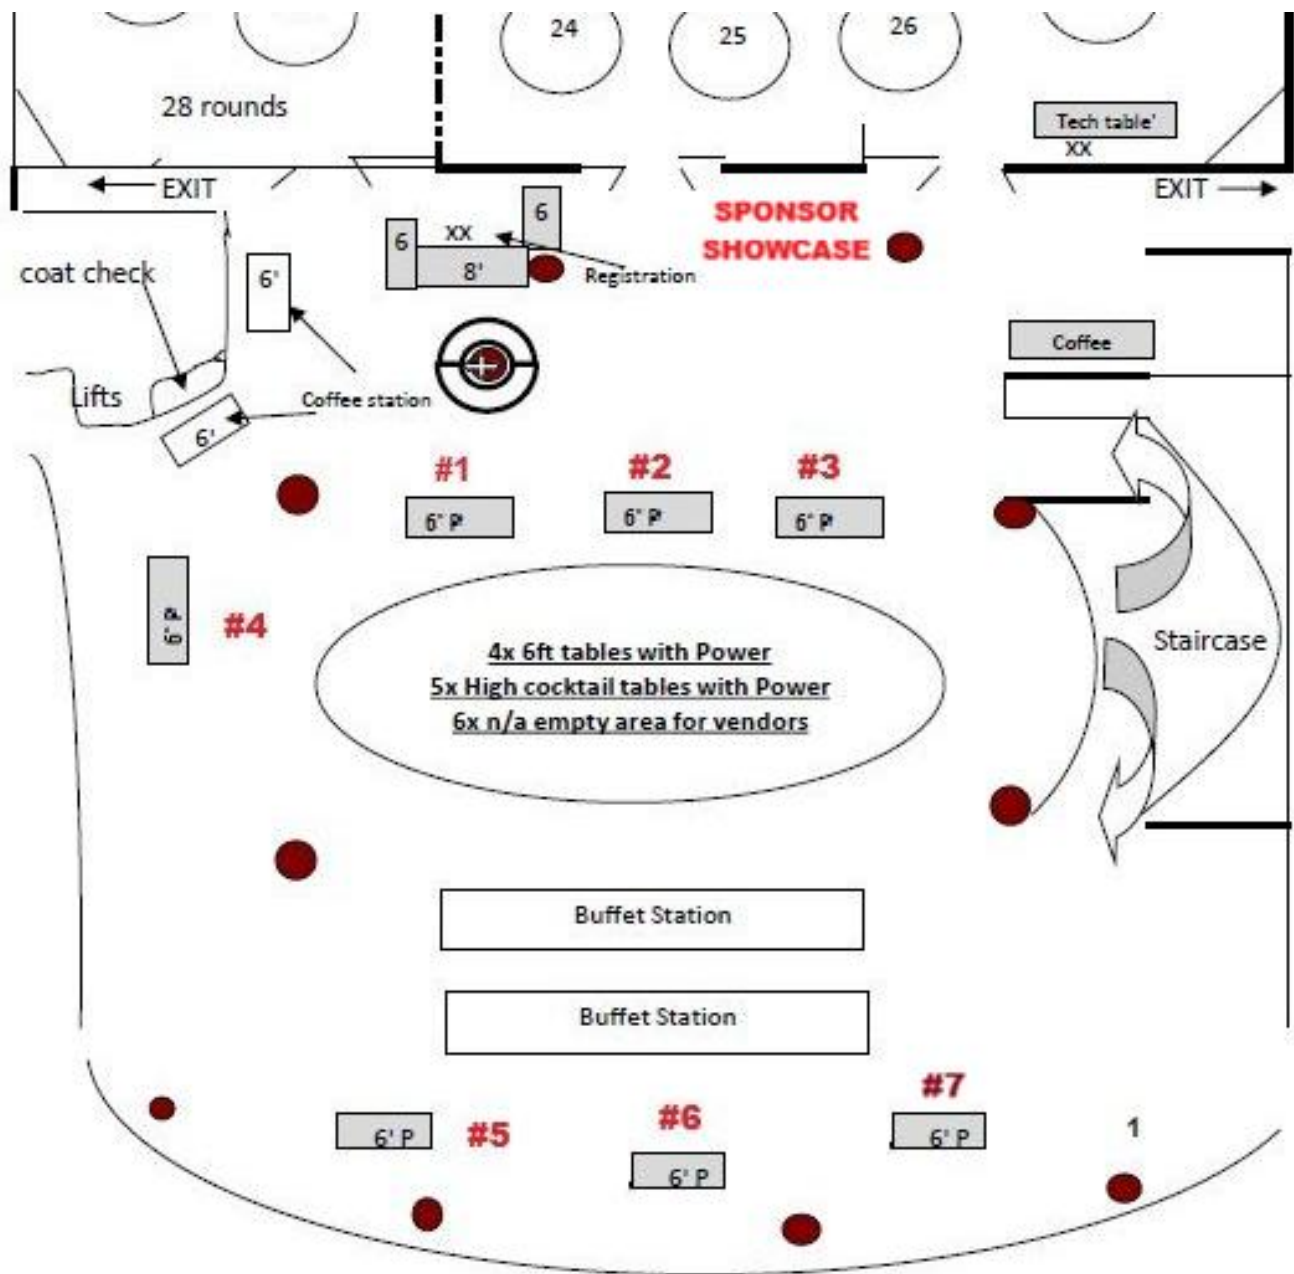 24
25
26
28 rounds
Tech table'
XX
EXIT
EXIT
6
6
XX
8'
SPONSOR
SHOWCASE
Registration
coat check
6'
Coffee
Lifts
Coffee station
6'
#1
#2
#3
6' P
6' P
6' P
6' P
#4
4x 6ft tables with Power
5x High cocktail tables with Power
6x n/a empty area for vendors
Staircase
Buffet Station
Buffet Station
#7
#6
#5
6' P
6' P
6' P
1